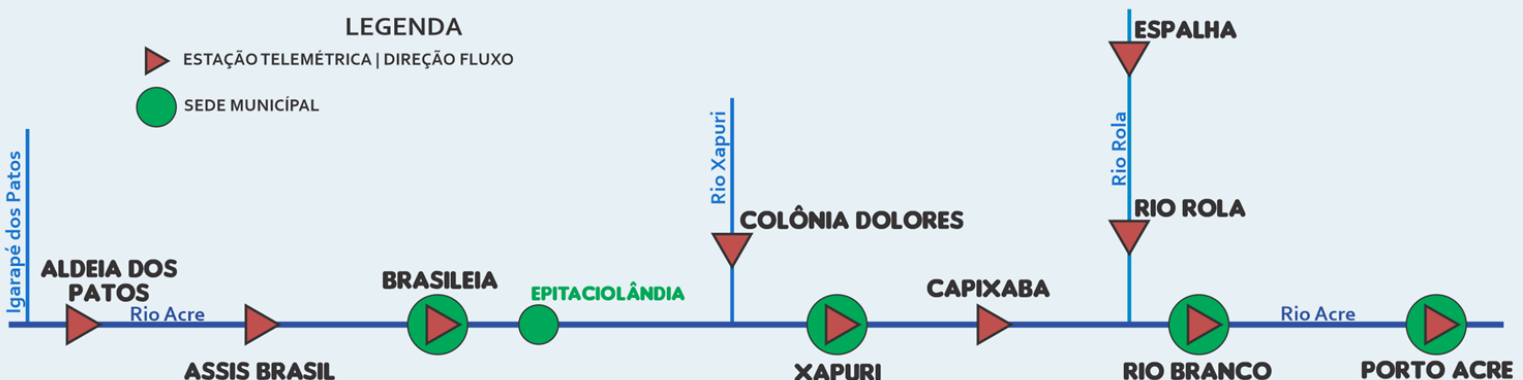 LEGENDA
ESTAÇÃO TELEMÉTRICA | DIREÇÃO FLUXO
SEDE MUNICÍPAL
Igarapé dos Patos
ALDEIA DOS
PATOS
Rio Acre
ASSIS BRASIL
BRASILEIA
EPITACIOLÂNDIA
Rio Xapuri
COLÔNIA DOLORES
XAPURI
CAPIXABA
ESPALHA
Rio Rola
RIO ROLA
RIO BRANCO
Rio Acre
PORTO ACRE